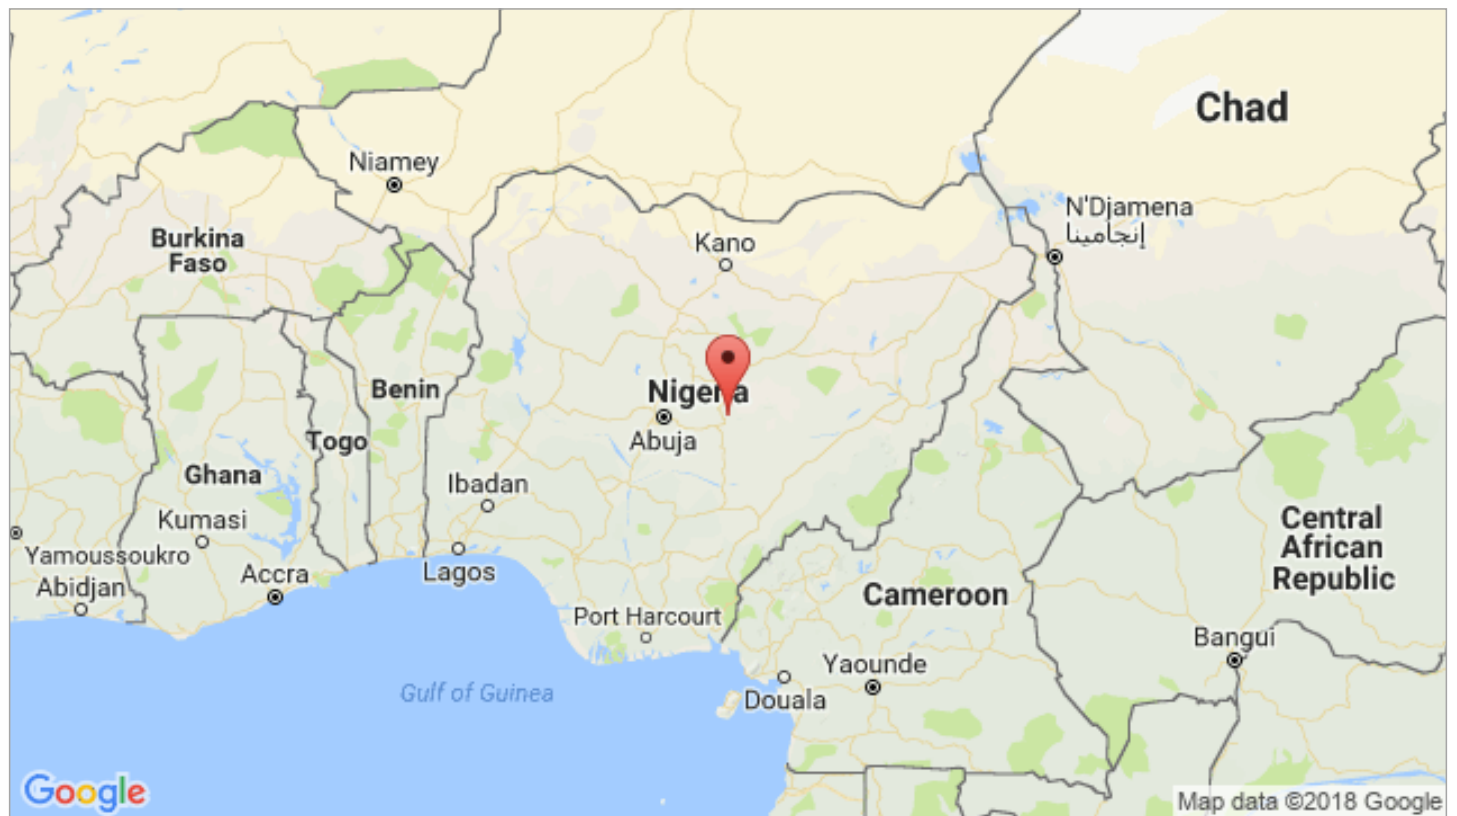 Chad
Niamey
N'Djamena
إنجامينا
Burkina
Faso
Kano
Benin
Nigeria
Abuja
Togo
Ghana
Ibadan
Kumasi
Yamoussoukro
Accra
Lagos
Abidjan
Central
African
Republic
Cameroon
Port Harcourt
Bangui
Yaounde
Gulf of Guinea
Douala
Google
Map data ©2018 Google